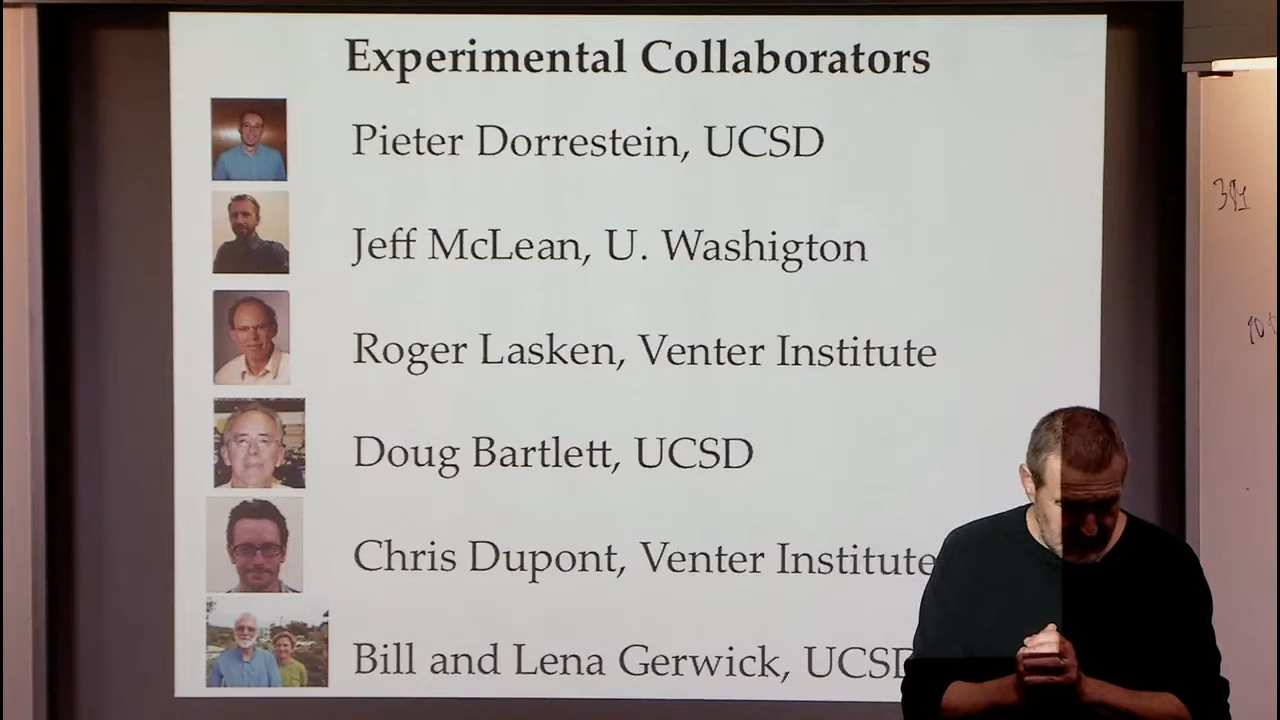 Experimental Collaborators
Pieter Dorrestein, UCSD
Jeff McLean, U. Washigton
Roger Lasken, Venter Institute
Doug Bartlett, UCSD
Chris Dupont, Venter Institute
Bill and Lena Gerwick, UCSD